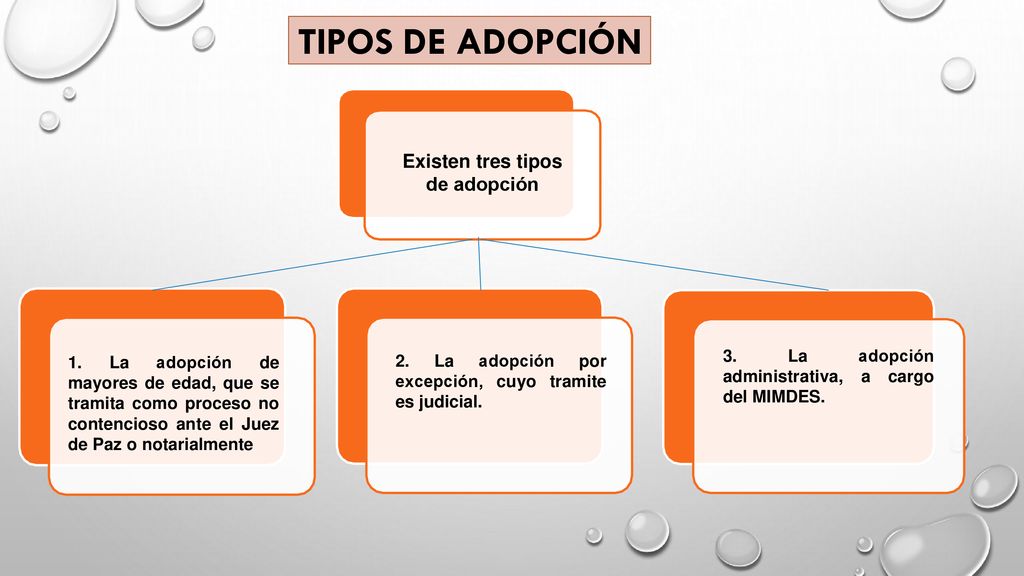 TIPOS DE ADOPCIÓN
Existen tres tipos
de adopción
1. La adopción de
mayores de edad, que se
tramita como proceso no
contencioso ante el Juez
de Paz o notarialmente
2. La adopción por
excepción, cuyo tramite
es judicial.
3. La adopción
administrativa, a cargo
del MIMDES.